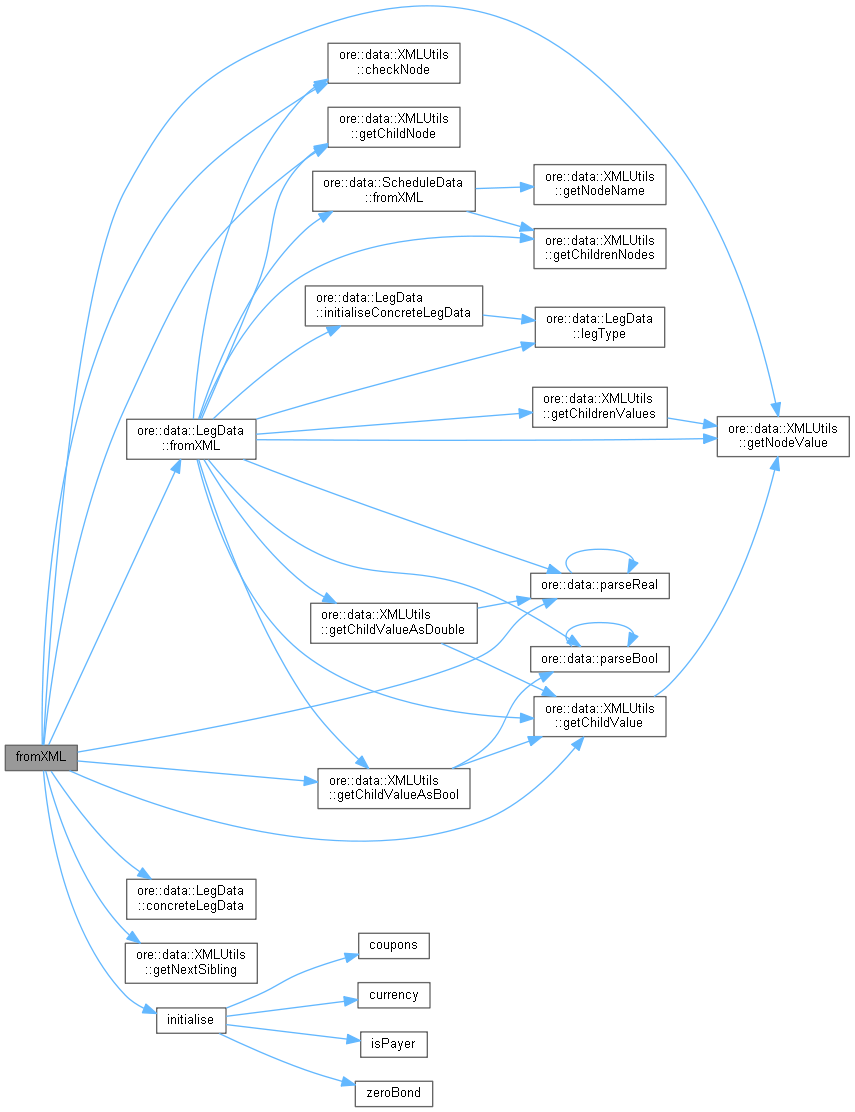 ore::data::XMLUtils
::checkNode
ore::data::XMLUtils
::getChildNode
ore::data::ScheduleData
::fromXML
ore::data::XMLUtils
::getNodeName
ore::data::XMLUtils
::getChildrenNodes
ore::data::LegData
::initialiseConcreteLegData
ore::data::LegData
::legType
ore::data::XMLUtils
::getChildrenValues
ore::data::LegData
::fromXML
ore::data::XMLUtils
::getNodeValue
ore::data::parseReal
ore::data::XMLUtils
::getChildValueAsDouble
ore::data::parseBool
ore::data::XMLUtils
::getChildValue
fromXML
ore::data::XMLUtils
::getChildValueAsBool
ore::data::LegData
::concreteLegData
ore::data::XMLUtils
::getNextSibling
coupons
currency
initialise
isPayer
zeroBond